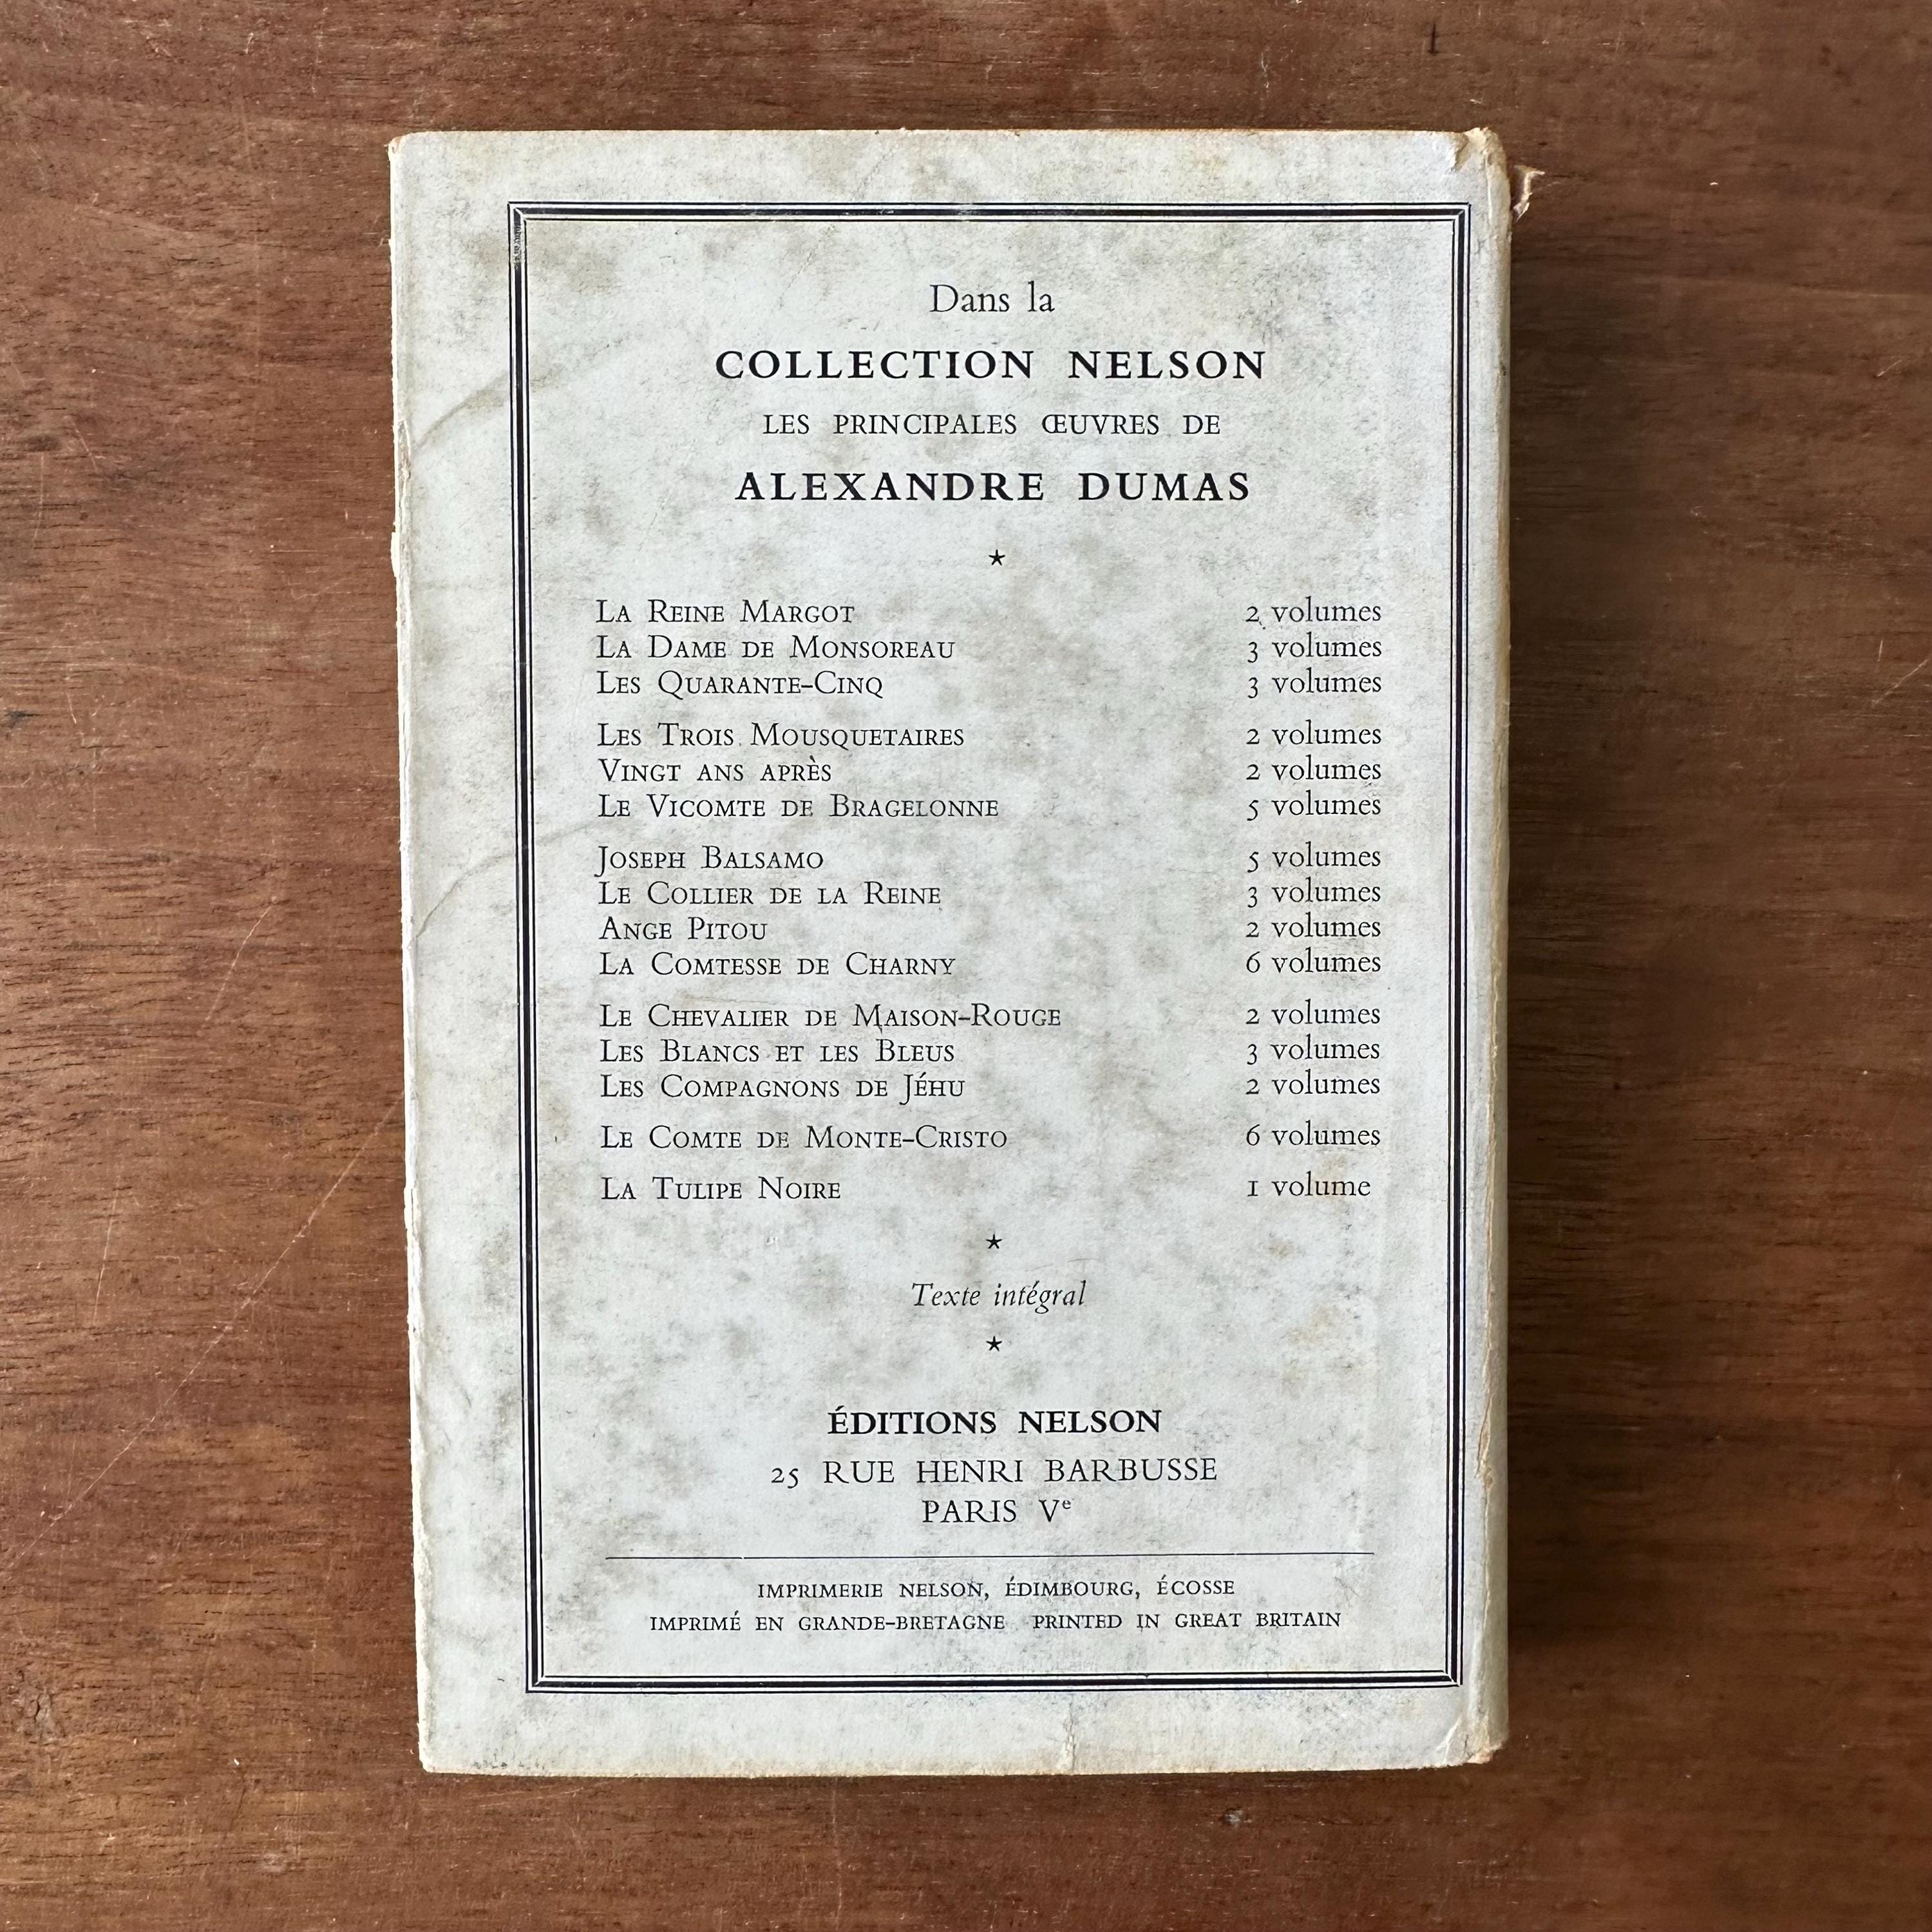 Dans la
COLLECTION NELSON
LES PRINCIPALES ŒUVRES DE
ALEXANDRE DUMAS
★
LA REINE MARGOT 2 volumes
LA DAME DE MONSOREAU 3 volumes
LES QUARANTE-CINQ 3 volumes
LES TROIS MOUSQUETAIRES 2 volumes
VINGT ANS APRÈS 2 volumes
LE VICOMTE DE BRAGELONNE 5 volumes
JOSEPH BALSAMO 5 volumes
LE COLLIER DE LA REINE 3 volumes
ANGE PITOU 2 volumes
LA COMTESSE DE CHARNY 6 volumes
LE CHEVALIER DE MAISON-ROUGE 2 volumes
LES BLANCS ET LES BLEUS 3 volumes
LES COMPAGNONS DE JÉHU 2 volumes
LE COMTE DE MONTE-CRISTO 6 volumes
LA TULIPE NOIRE 1 volume
★
Texte intégral
★
ÉDITIONS NELSON
25 RUE HENRI BARBUSSE
PARIS Vᵉ
IMPRIMERIE NELSON, ÉDIMBOURG, ÉCOSSE
IMPRIMÉ EN GRANDE-BRETAGNE PRINTED IN GREAT BRITAIN